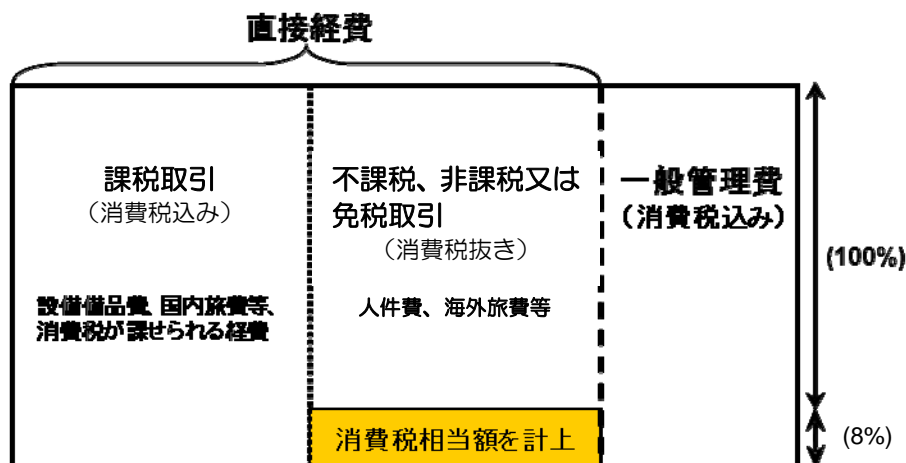 直接経費
課税取引
（消費税込み）
設備備品費、国内旅費等、
消費税が課せられる経費
不課税、非課税又は
免税取引
（消費税抜き）
人件費、海外旅費等
消費税相当額を計上
一般管理費
（消費税込み）
(100%)
(8%)